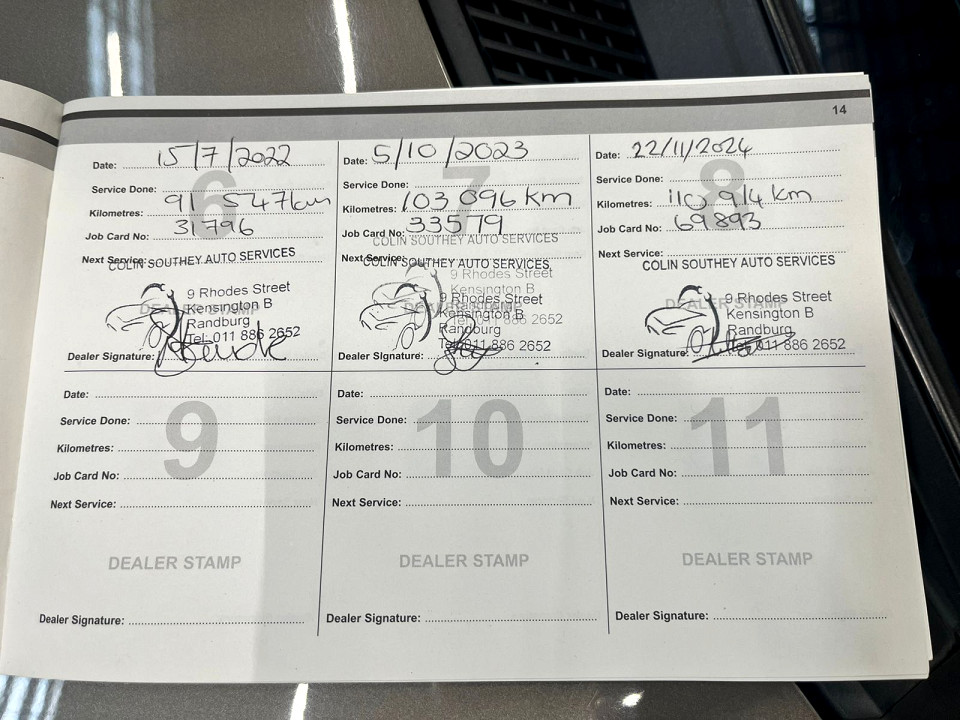 14
6
Date: 15/7/2022
Service Done:
Kilometres: 91 547km
Job Card No: 31796
Next Service:
COLIN SOUTHEY AUTO SERVICES
9 Rhodes Street
Kensington B
DEALER STAMP
Randburg
Tel: 011 886 2652
Dealer Signature:
7
Date: 5/10/2023
Service Done:
Kilometres: 103 096 km
Job Card No: 33579
COLIN SOUTHEY AUTO SERVICES
Next Service:
COLIN SOUTHEY AUTO SERVICES
9 Rhodes Street
Kensington B
9 Rhodes Street
Kensington B
011 886 2652
Randburg
Tel: 011 886 2652
Dealer Signature:
8
Date: 22/11/2024
Service Done:
Kilometres: 110 914 km
Job Card No: 69893
Next Service:
COLIN SOUTHEY AUTO SERVICES
DEALER STAMP
9 Rhodes Street
Kensington B
Randburg
Tel: 011 886 2652
Dealer Signature:
9
Date:
Service Done:
Kilometres:
Job Card No:
Next Service:
DEALER STAMP
Dealer Signature:
10
Date:
Service Done:
Kilometres:
Job Card No:
Next Service:
DEALER STAMP
Dealer Signature:
11
Date:
Service Done:
Kilometres:
Job Card No:
Next Service:
DEALER STAMP
Dealer Signature: